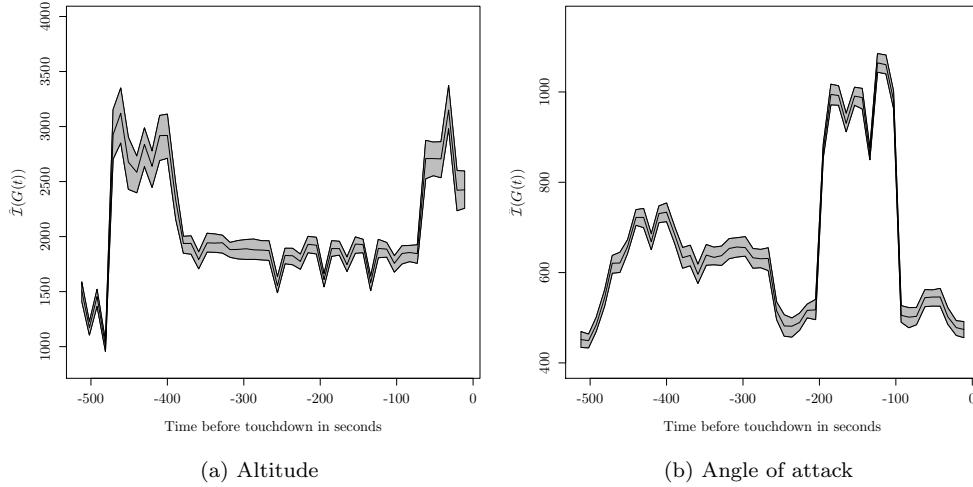 4000
3500
3000
2500
2000
1500
1000
Î(G(t))
-500 -400 -300 -200 -100 0
Time before touchdown in seconds
(a) Altitude
1000
800
600
400
Î(G(t))
-500 -400 -300 -200 -100 0
Time before touchdown in seconds
(b) Angle of attack